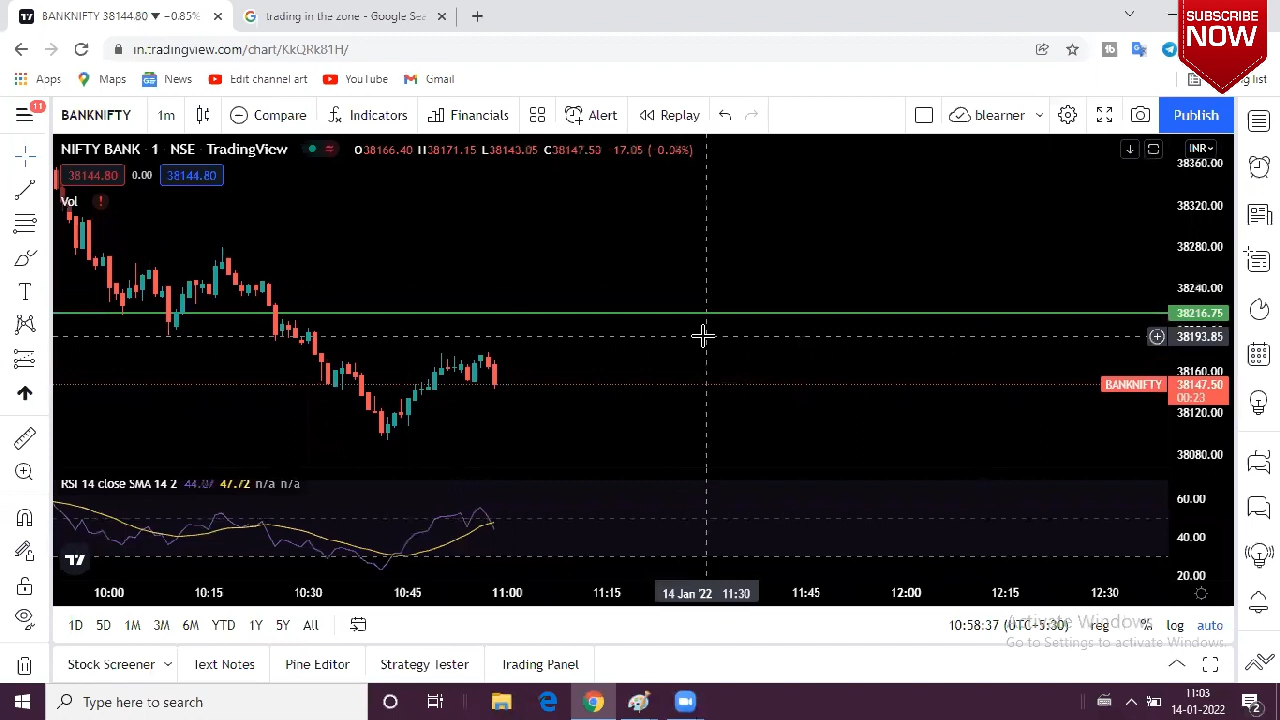 BANKNIFTY 38144.80 ▼ −0.85%
trading in the zone - Google Sea
SUBSCRIBE
NOW
in.tradingview.com/chart/KkQRk81H/
Apps Maps News Edit channel art YouTube Gmail
11
BANKNIFTY 1m Compare Indicators Financials Alert Replay blearner Publish
NIFTY BANK · 1 · NSE · TradingView O38166.40 H38171.15 L38143.05 C38147.50 −17.05 (−0.04%) INR
38144.80 0.00 38144.80
Vol
38360.00
38320.00
38280.00
38240.00
38216.75
38193.85
38160.00
BANKNIFTY 38147.50
00:23
38120.00
38080.00
RSI 14 close SMA 14 2 44.07 47.72 n/a n/a
60.00
40.00
20.00
10:00 10:15 10:30 10:45 11:00 11:15 14 Jan 22 11:30 11:45 12:00 12:15 12:30
1D 5D 1M 3M 6M YTD 1Y 5Y All 10:58:37 (UTC+5:30) reg % log auto
Activate Windows
Go to Settings to activate Windows.
Stock Screener Text Notes Pine Editor Strategy Tester Trading Panel
Type here to search
11:03
14-01-2022
2